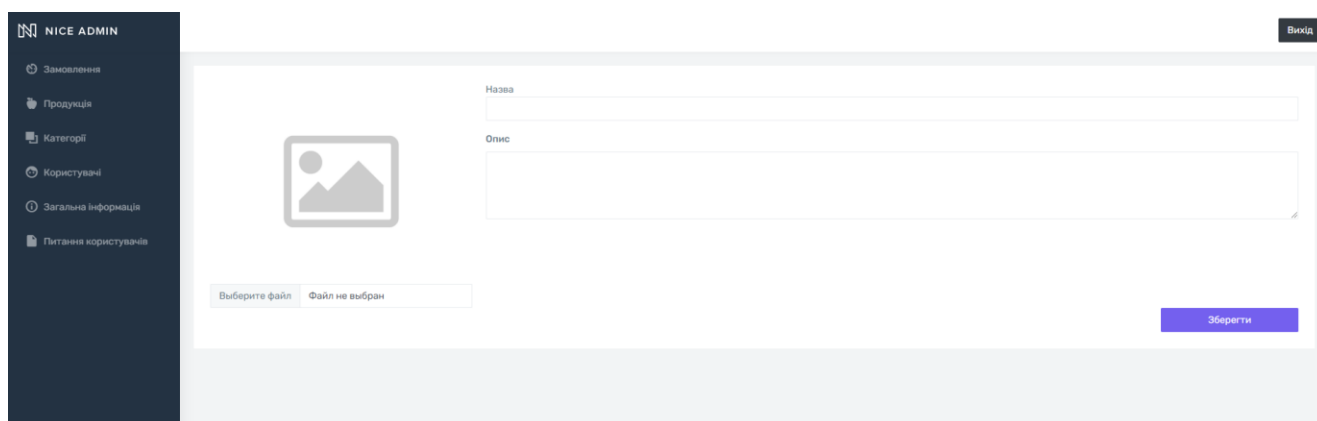 NICE ADMIN
Вихід
Замовлення
Продукція
Категорії
Користувачі
Загальна інформація
Питання користувачів
Назва
Опис
Выберите файл Файл не выбран
Зберегти